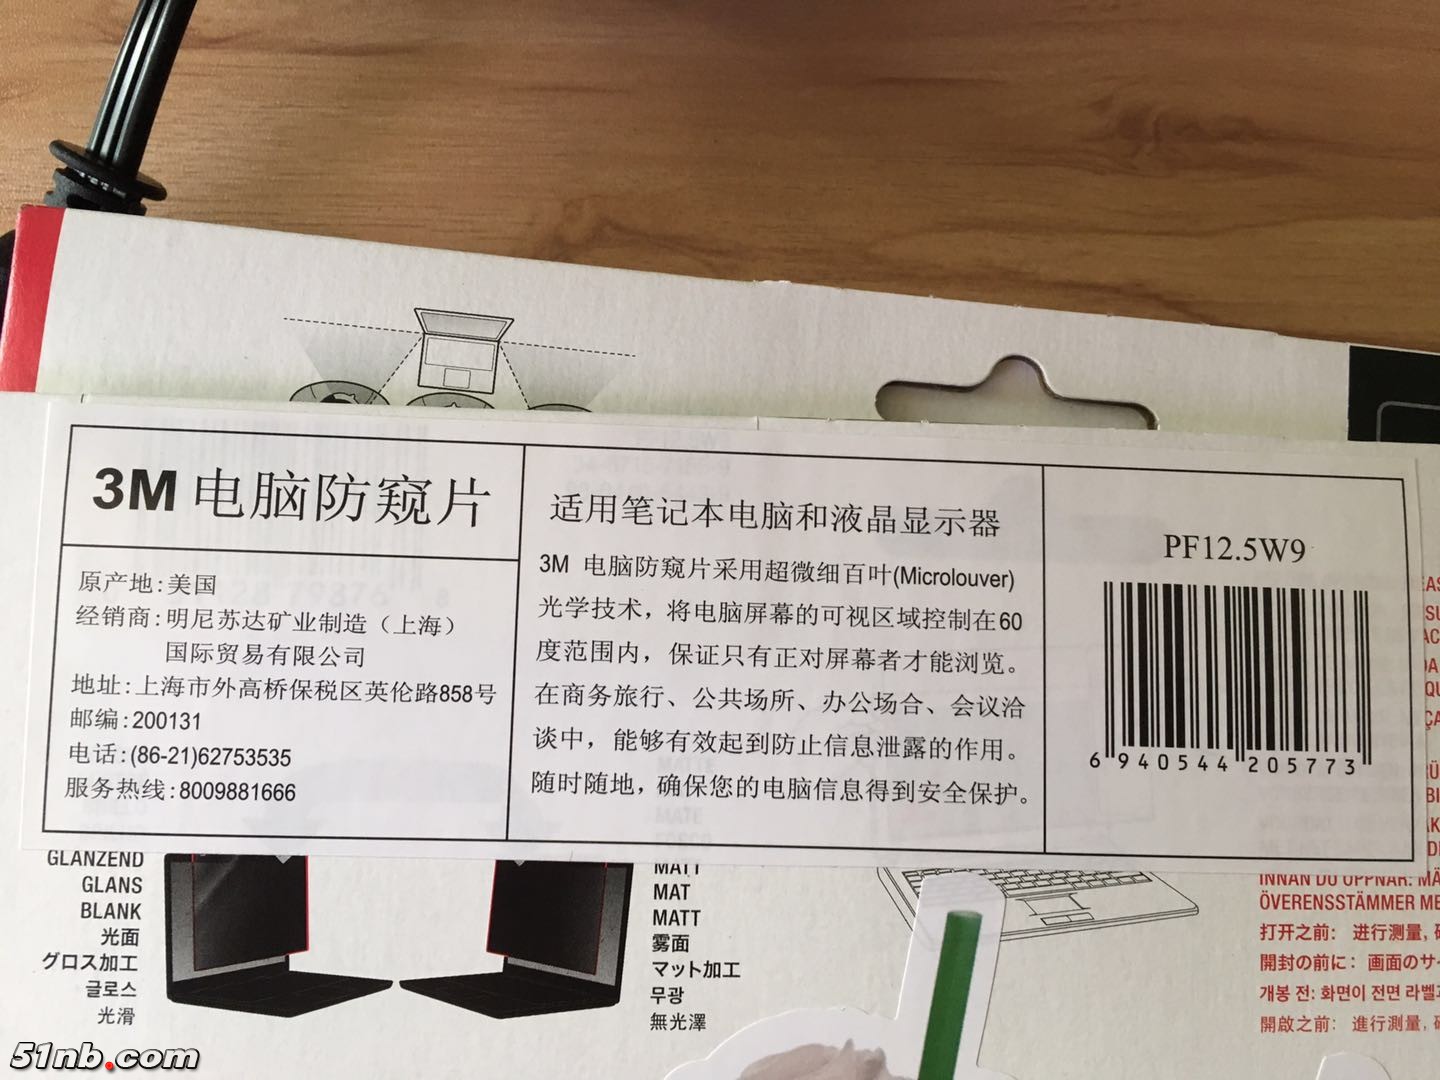 3M 电脑防窥片
原产地:美国
经销商:明尼苏达矿业制造（上海）
国际贸易有限公司
地址:上海市外高桥保税区英伦路858号
邮编:200131
电话:(86-21)62753535
服务热线:8009881666
适用笔记本电脑和液晶显示器
3M 电脑防窥片采用超微细百叶(Microlouver)
光学技术，将电脑屏幕的可视区域控制在60
度范围内，保证只有正对屏幕者才能浏览。
在商务旅行、公共场所、办公场合、会议洽
谈中，能够有效起到防止信息泄露的作用。
随时随地，确保您的电脑信息得到安全保护。
PF12.5W9
6 940544 205773
GLANZEND
GLANS
BLANK
光面
グロス加工
글로스
光滑
MATT
MAT
MATT
雾面
マット加工
무광
無光澤
INNAN DU ÖPPNAR: MÄ
ÖVERENSSTÄMMER ME
打开之前: 进行测量,
開封の前に: 画面のサイ
개봉 전: 화면이 전면 라벨
開啟之前: 進行測量,
51nb.com